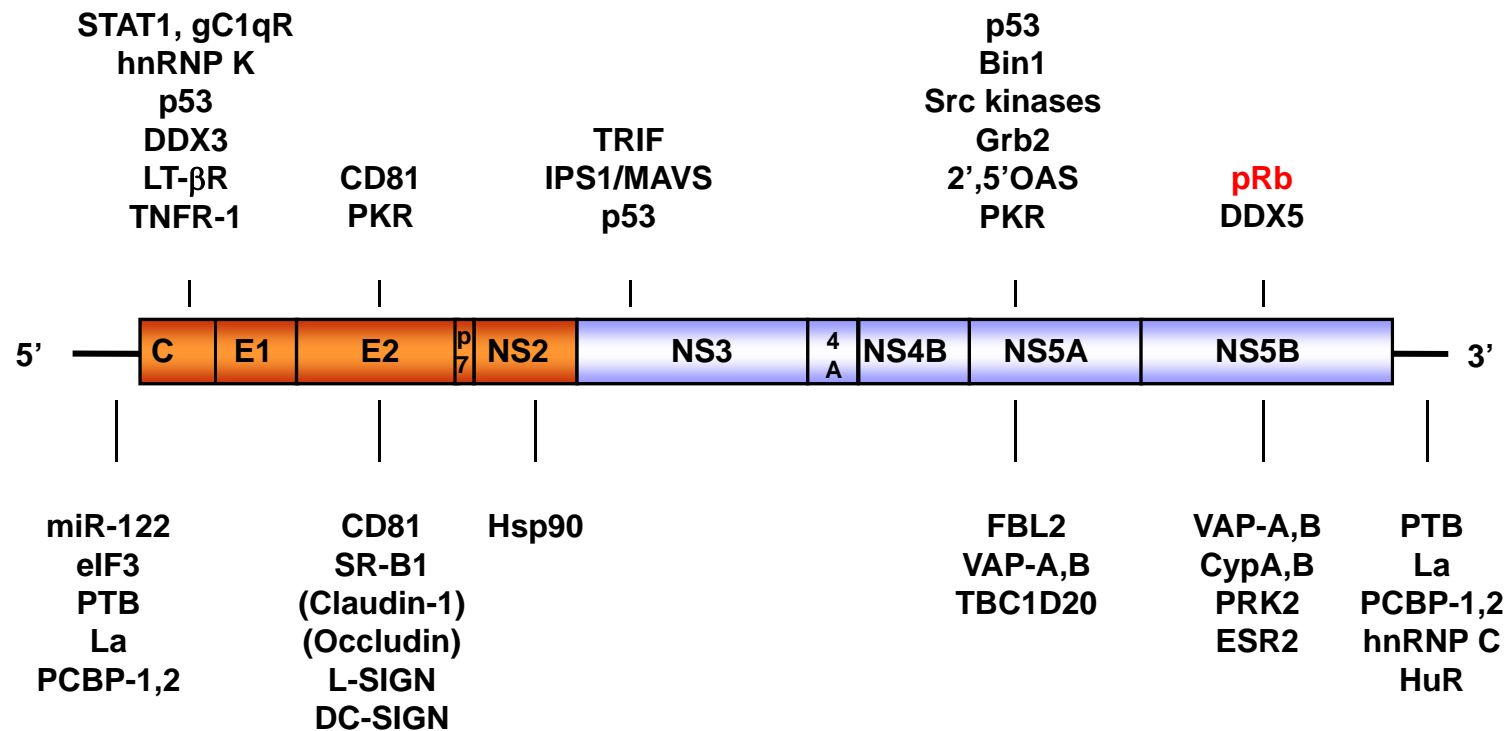 STAT1, gC1qR
hnRNP K
p53
DDX3
LT-βR
TNFR-1
CD81
PKR
TRIF
IPS1/MAVS
p53
p53
Bin1
Src kinases
Grb2
2’,5’OAS
PKR
pRb
DDX5
5’
C
E1
E2
p
7
NS2
NS3
4
A
NS4B
NS5A
NS5B
3’
miR-122
eIF3
PTB
La
PCBP-1,2
CD81
SR-B1
(Claudin-1)
(Occludin)
L-SIGN
DC-SIGN
Hsp90
FBL2
VAP-A,B
TBC1D20
VAP-A,B
CypA,B
PRK2
ESR2
PTB
La
PCBP-1,2
hnRNP C
HuR